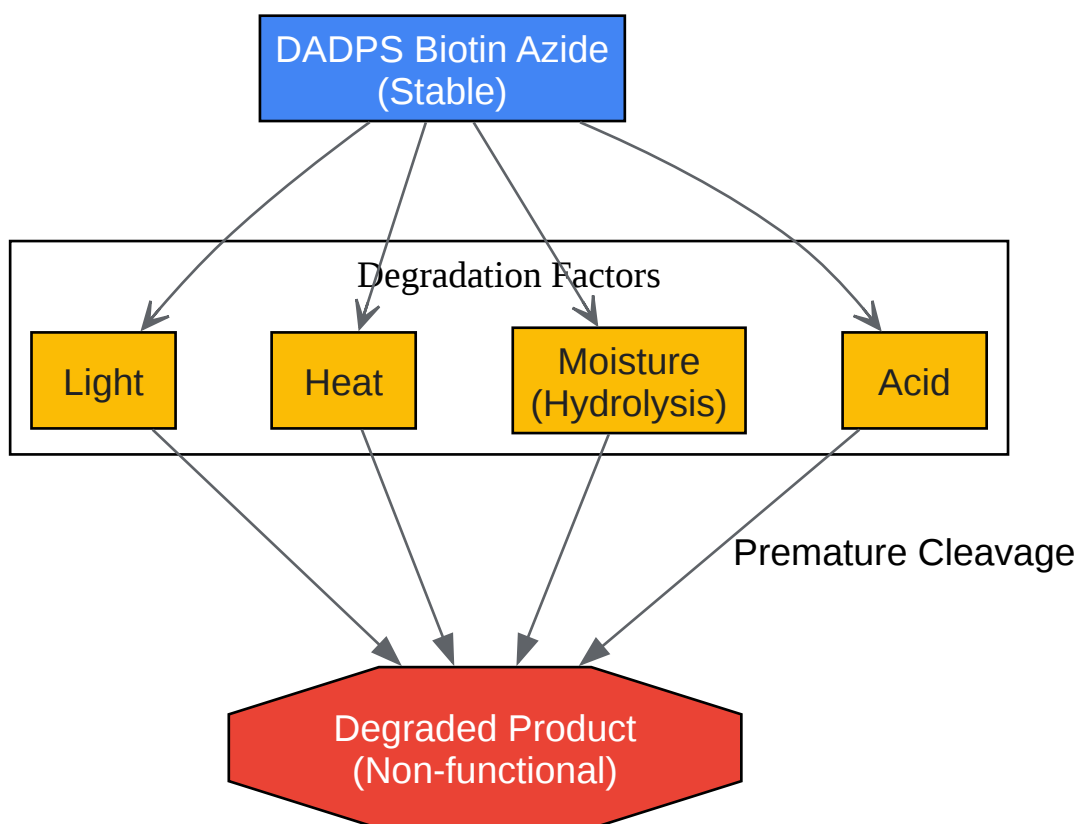 DADPS Biotin Azide
(Stable)
Degradation Factors
Light
Heat
Moisture
(Hydrolysis)
Acid
Premature Cleavage
Degraded Product
(Non-functional)